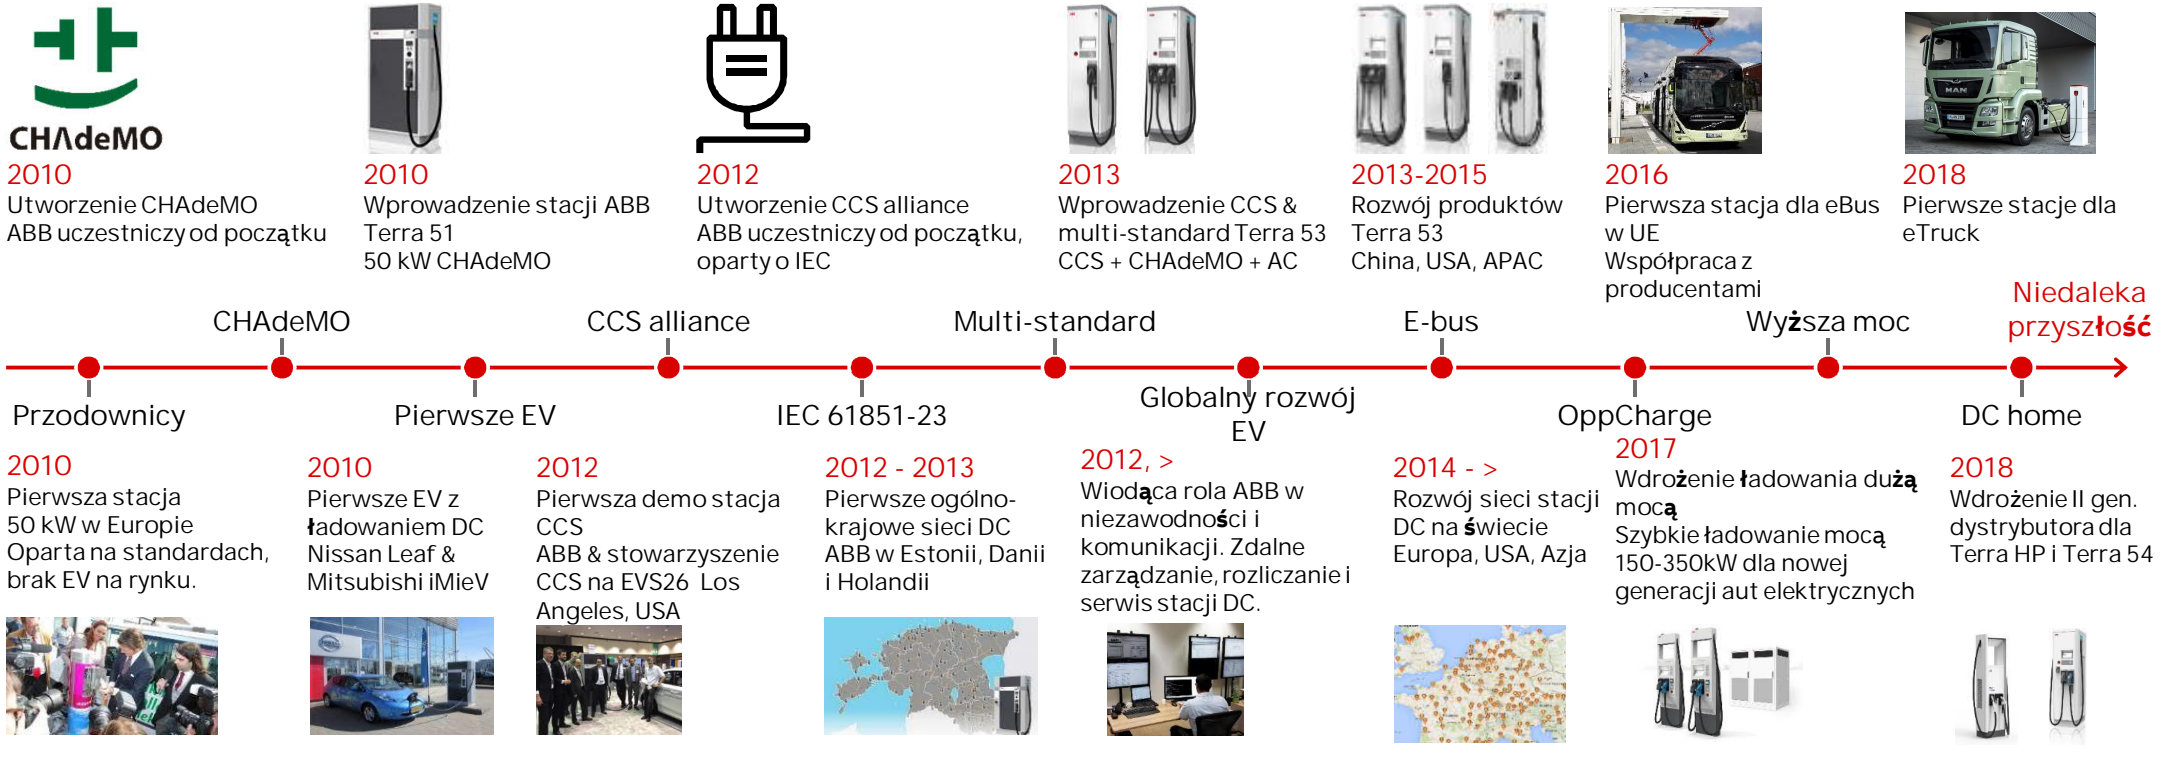 CHΛdeMO
2010
Utworzenie CHAdeMO
ABB uczestniczy od początku
2010
Wprowadzenie stacji ABB
Terra 51
50 kW CHAdeMO
2012
Utworzenie CCS alliance
ABB uczestniczy od początku,
oparty o IEC
2013
Wprowadzenie CCS &
multi-standard Terra 53
CCS + CHAdeMO + AC
2013-2015
Rozwój produktów
Terra 53
China, USA, APAC
2016
Pierwsza stacja dla eBus
w UE
Współpraca z
producentami
MAN
2018
Pierwsze stacje dla
eTruck
Niedaleka
przyszłość
CHAdeMO
CCS alliance
Multi-standard
E-bus
Wyższa moc
Przodownicy
Pierwsze EV
IEC 61851-23
Globalny rozwój
EV
OppCharge
DC home
2010
Pierwsza stacja
50 kW w Europie
Oparta na standardach,
brak EV na rynku.
2010
Pierwsze EV z
ładowaniem DC
Nissan Leaf &
Mitsubishi iMieV
2012
Pierwsza demo stacja
CCS
ABB & stowarzyszenie
CCS na EVS26 Los
Angeles, USA
2012 - 2013
Pierwsze ogólno-
krajowe sieci DC
ABB w Estonii, Danii
i Holandii
2012, >
Wiodąca rola ABB w
niezawodności i
komunikacji. Zdalne
zarządzanie, rozliczanie i
serwis stacji DC.
2014 - >
Rozwój sieci stacji
DC na świecie
Europa, USA, Azja
2017
Wdrożenie ładowania dużą
mocą
Szybkie ładowanie mocą
150-350kW dla nowej
generacji aut elektrycznych
2018
Wdrożenie II gen.
dystrybutora dla
Terra HP i Terra 54